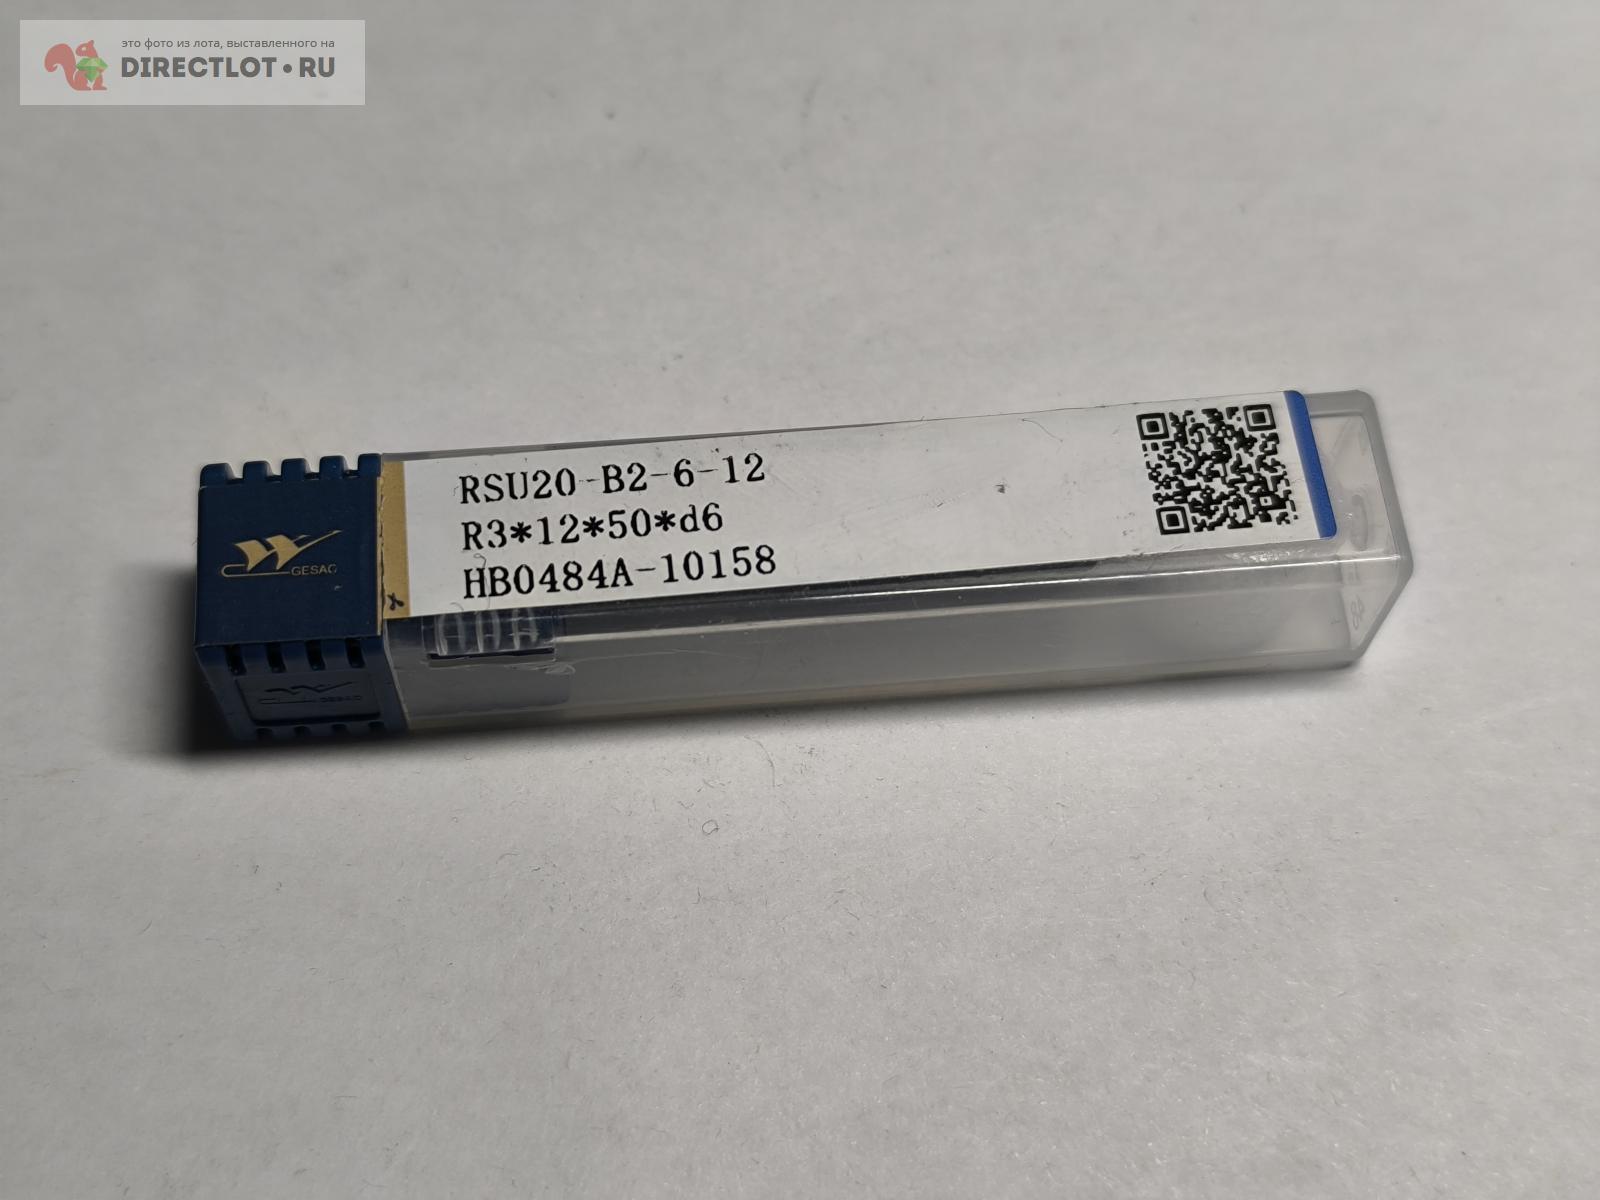 это фото из лота, выставленного на
DIRECTLOT•RU
RSU20-B2-6-12
R3*12*50*d6
HB0484A-10158
GESAC
GESAC